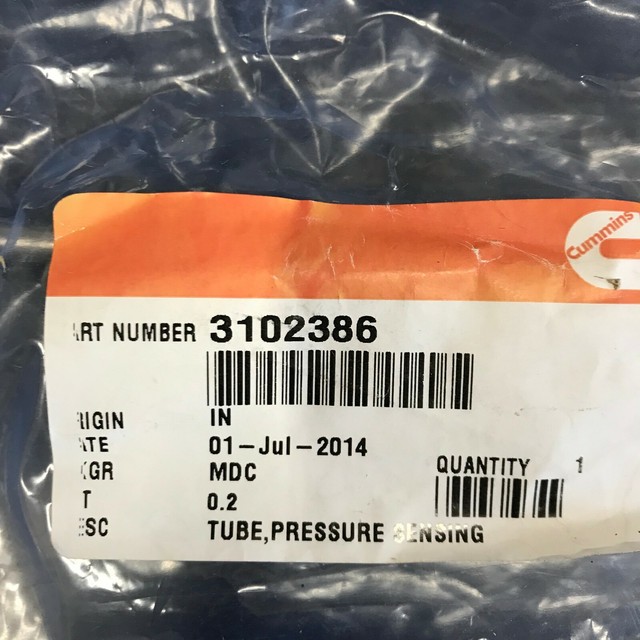 Cummins
ART NUMBER 3102386
RIGIN IN
ATE 01-Jul-2014
KGR MDC
QUANTITY 1
T 0.2
ESC TUBE,PRESSURE SENSING